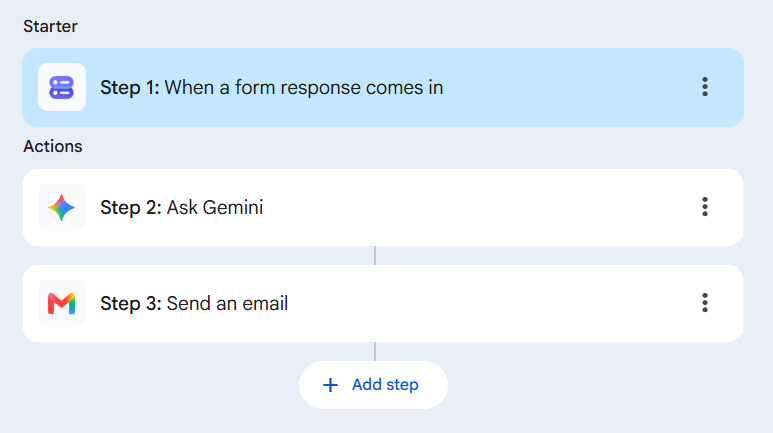 Starter
Step 1: When a form response comes in
Actions
Step 2: Ask Gemini
Step 3: Send an email
+ Add step